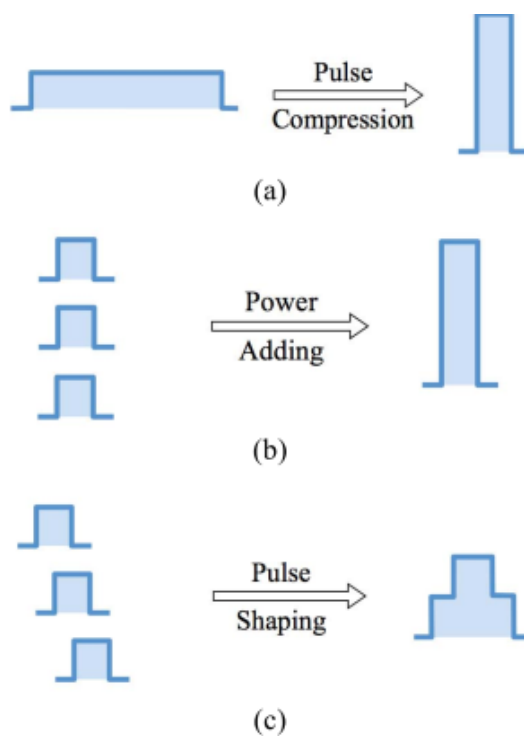 Pulse
Compression
(a)
Power
Adding
(b)
Pulse
Shaping
(c)